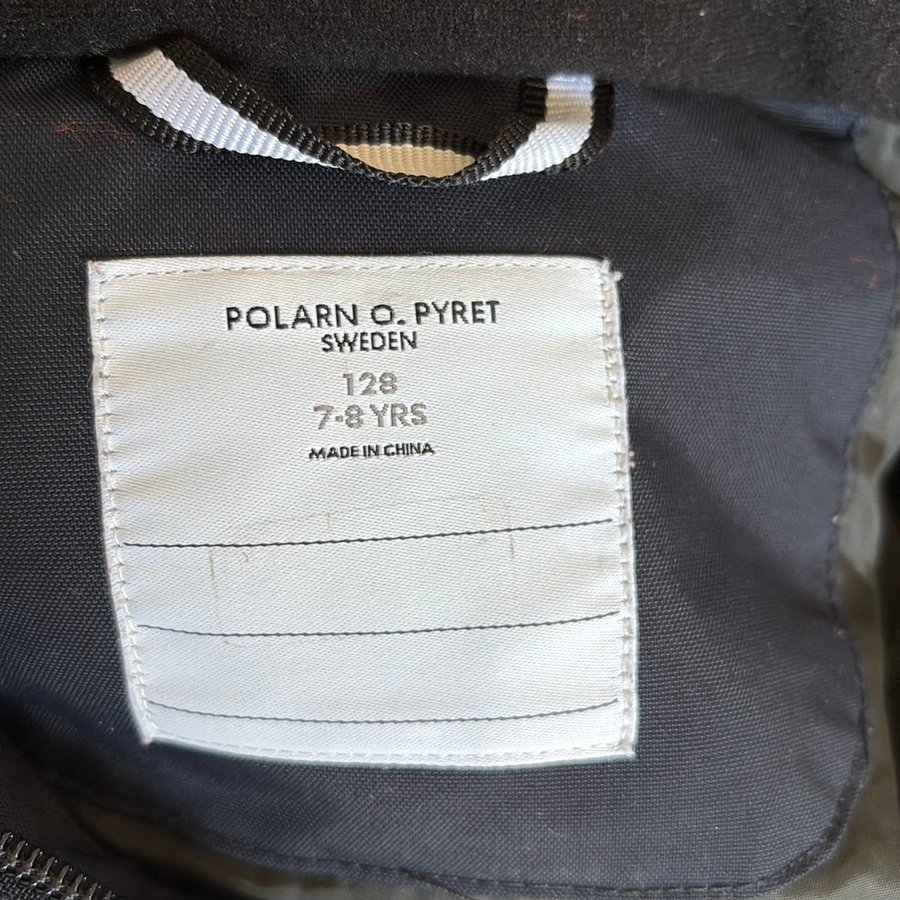 POLARN O. PYRET
SWEDEN
128
7-8 YRS
MADE IN CHINA